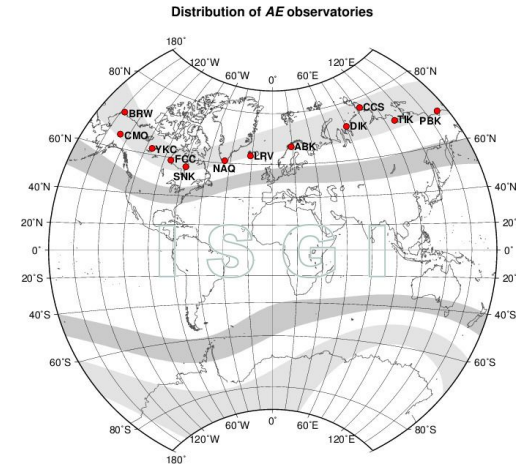 Distribution of AE observatories
180°
120°W
60°W
0°
60°E
120°E
80°N
80°N
BRW
CCS
CMO
DIK
TIK
PBK
60°N
60°N
YKC
FCC
SNK
NAQ
LRV
ABK
40°N
40°N
20°N
20°N
0°
0°
ISGI
20°S
20°S
40°S
40°S
60°S
60°S
80°S
80°S
120°W
60°W
0°
60°E
120°E
180°